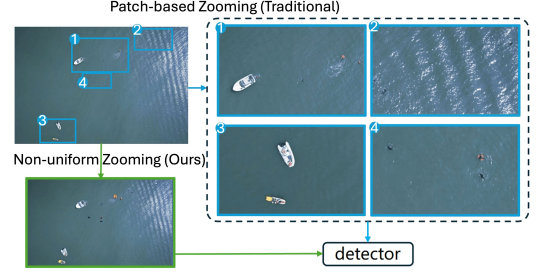 Patch-based Zooming (Traditional)
1
2
4
3
1
2
3
4
Non-uniform Zooming (Ours)
detector